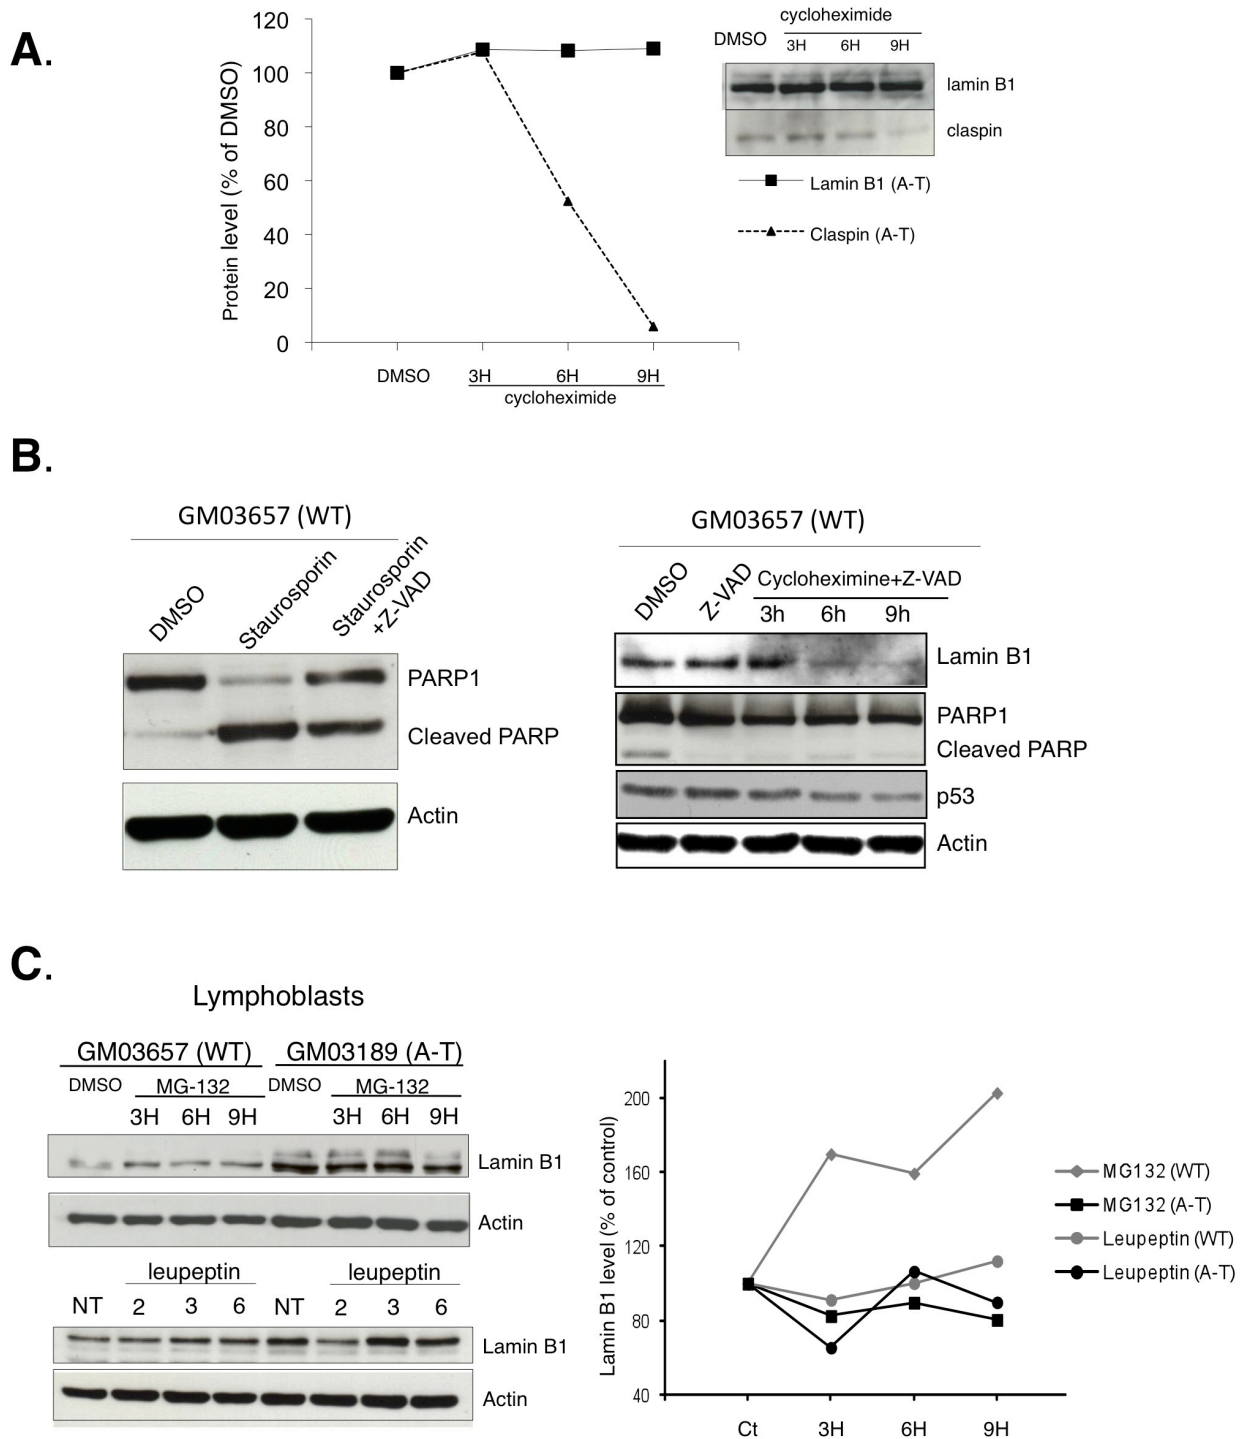 A.
Protein level (% of DMSO)
120
100
80
60
40
20
0
DMSO
3H
6H
9H
cycloheximide
cycloheximide
DMSO
3H
6H
9H
lamin B1
claspin
Lamin B1 (A-T)
Claspin (A-T)
B.
GM03657 (WT)
DMSO
Staurosporin
Staurosporin
+Z-VAD
PARP1
Cleaved PARP
Actin
GM03657 (WT)
DMSO
Z-VAD
Cycloheximine+Z-VAD
3h
6h
9h
Lamin B1
PARP1
Cleaved PARP
p53
Actin
C.
Lymphoblasts
GM03657 (WT)
GM03189 (A-T)
DMSO
MG-132
DMSO
MG-132
3H
6H
9H
3H
6H
9H
Lamin B1
Actin
leupeptin
leupeptin
NT
2
3
6
NT
2
3
6
Lamin B1
Actin
Lamin B1 level (% of control)
200
160
120
80
40
Ct
3H
6H
9H
MG132 (WT)
MG132 (A-T)
Leupeptin (WT)
Leupeptin (A-T)